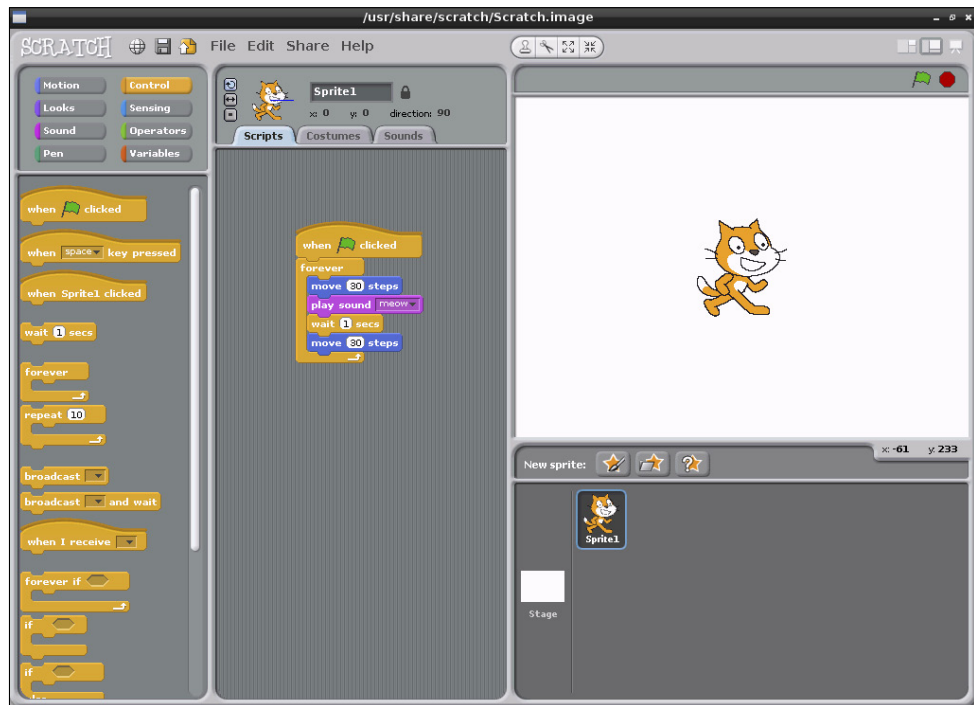 /usr/share/scratch/Scratch.image
SCRATCH File Edit Share Help
Motion Control
Looks Sensing
Sound Operators
Pen Variables
when clicked
when space key pressed
when Sprite1 clicked
wait 1 secs
forever
repeat 10
broadcast
broadcast and wait
when I receive
forever if
if
if
else
Sprite1
x: 0 y: 0 direction: 90
Scripts Costumes Sounds
when clicked
forever
move 30 steps
play sound meow
wait 1 secs
move 30 steps
x: -61 y: 233
New sprite:
Sprite1
Stage